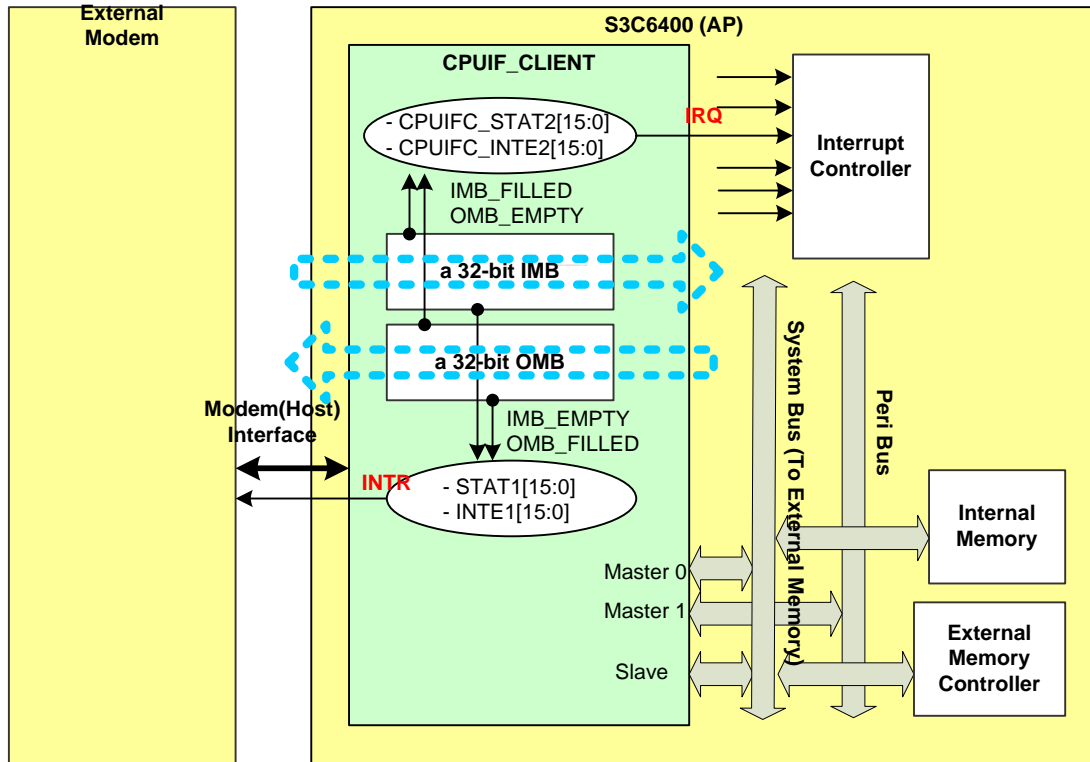 External
Modem
S3C6400 (AP)
CPUIF_CLIENT
- CPUIFC_STAT2[15:0]
- CPUIFC_INTE2[15:0]
IRQ
Interrupt
Controller
IMB_FILLED
OMB_EMPTY
a 32-bit IMB
a 32-bit OMB
System Bus (To External Memory)
Peri Bus
Modem(Host)
Interface
IMB_EMPTY
OMB_FILLED
INTR
- STAT1[15:0]
- INTE1[15:0]
Internal
Memory
Master 0
Master 1
Slave
External
Memory
Controller